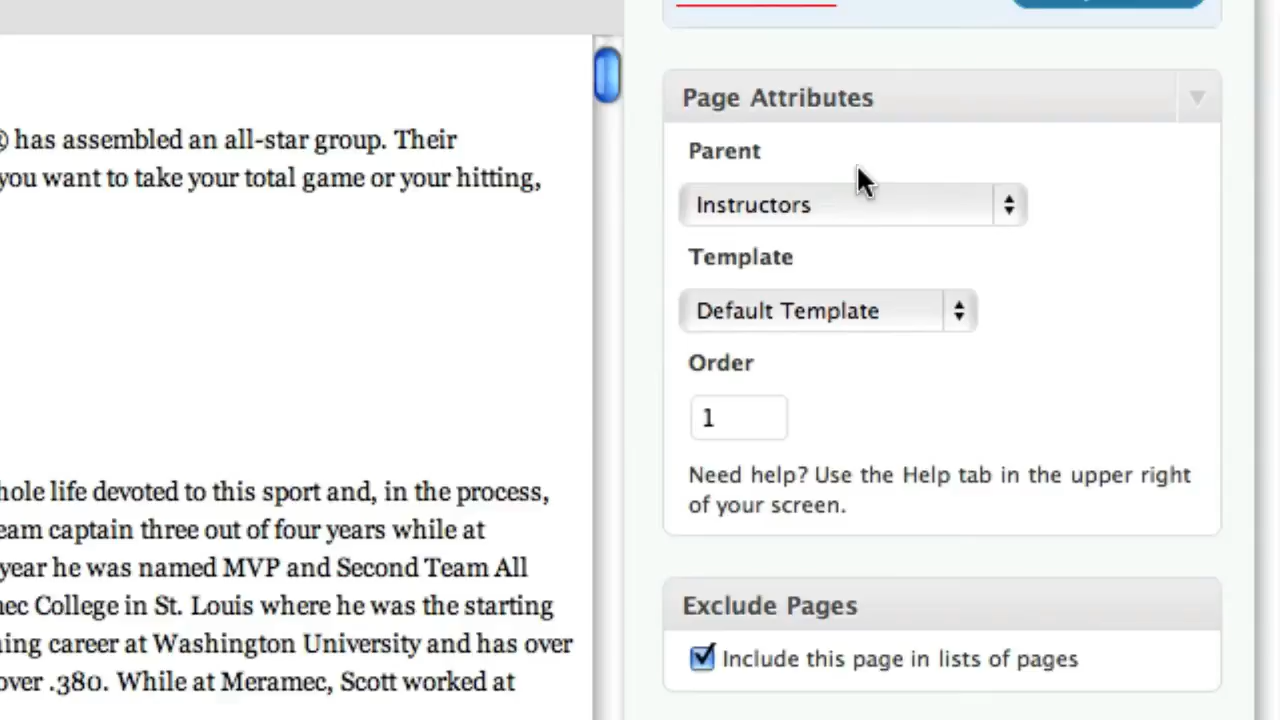 has assembled an all-star group. Their
you want to take your total game or your hitting,
hole life devoted to this sport and, in the process,
eam captain three out of four years while at
year he was named MVP and Second Team All
ec College in St. Louis where he was the starting
ing career at Washington University and has over
over .380. While at Meramec, Scott worked at
Page Attributes
Parent
Instructors
Template
Default Template
Order
1
Need help? Use the Help tab in the upper right
of your screen.
Exclude Pages
Include this page in lists of pages